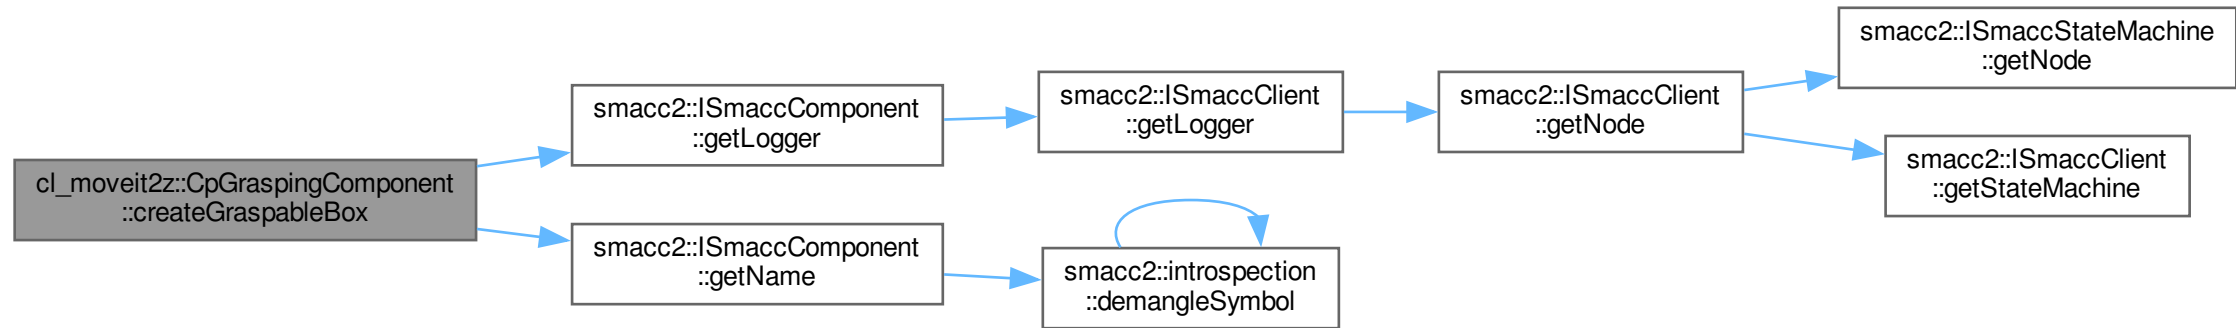 cl_moveit2z::CpGraspingComponent
::createGraspableBox
smacc2::ISmaccComponent
::getLogger
smacc2::ISmaccClient
::getLogger
smacc2::ISmaccClient
::getNode
smacc2::ISmaccStateMachine
::getNode
smacc2::ISmaccClient
::getStateMachine
smacc2::ISmaccComponent
::getName
smacc2::introspection
::demangleSymbol